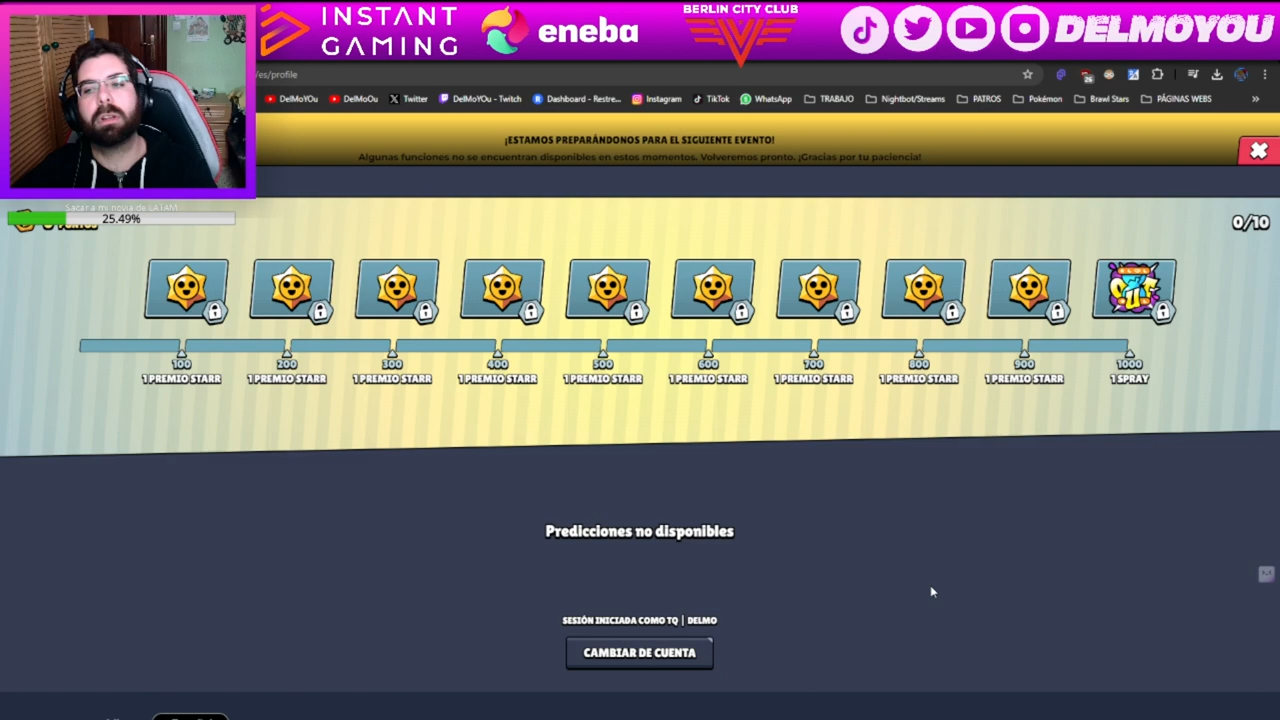 INSTANT GAMING
eneba
BERLIN CITY CLUB
DELMOYOU
/es/profile
DelMoYOu
DelMoOu
Twitter
DelMoYOu - Twitch
Dashboard - Restre...
Instagram
TikTok
WhatsApp
TRABAJO
Nightbot/Streams
PATROS
Pokémon
Brawl Stars
PÁGINAS WEBS
»
¡ESTAMOS PREPARÁNDONOS PARA EL SIGUIENTE EVENTO!
Algunas funciones no se encuentran disponibles en estos momentos. Volveremos pronto. ¡Gracias por tu paciencia!
Sacar a mi novia de LATAM
25.49%
0/10
100 200 300 400 500 600 700 800 900 1000
1 PREMIO STARR 1 PREMIO STARR 1 PREMIO STARR 1 PREMIO STARR 1 PREMIO STARR 1 PREMIO STARR 1 PREMIO STARR 1 PREMIO STARR 1 PREMIO STARR 1 SPRAY
Predicciones no disponibles
SESIÓN INICIADA COMO TQ | DELMO
CAMBIAR DE CUENTA